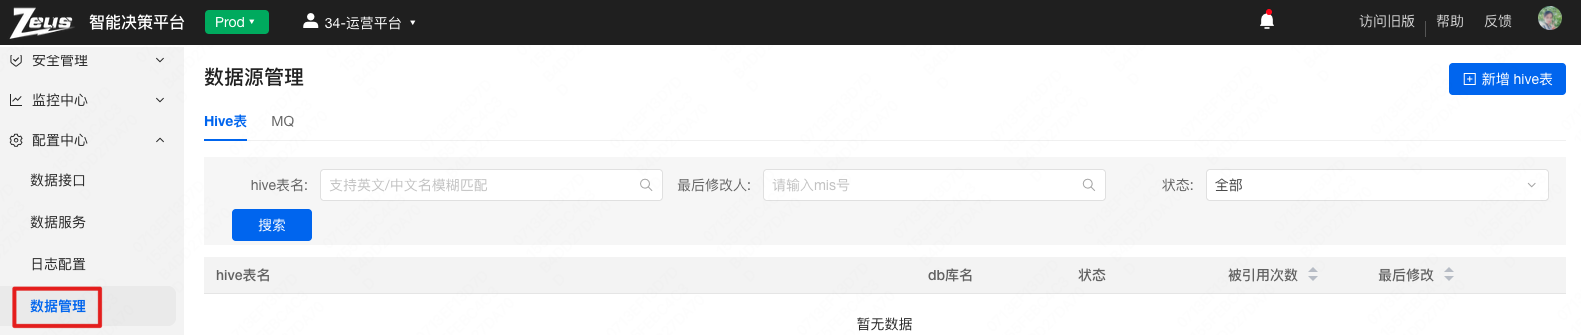 Zeus 智能决策平台 Prod 34-运营平台 访问旧版 帮助 反馈
安全管理
监控中心
配置中心
数据接口
数据服务
日志配置
数据管理
数据源管理
新增 hive表
Hive表 MQ
hive表名: 支持英文/中文名模糊匹配 最后修改人: 请输入mis号 状态: 全部
搜索
hive表名 db库名 状态 被引用次数 最后修改
暂无数据